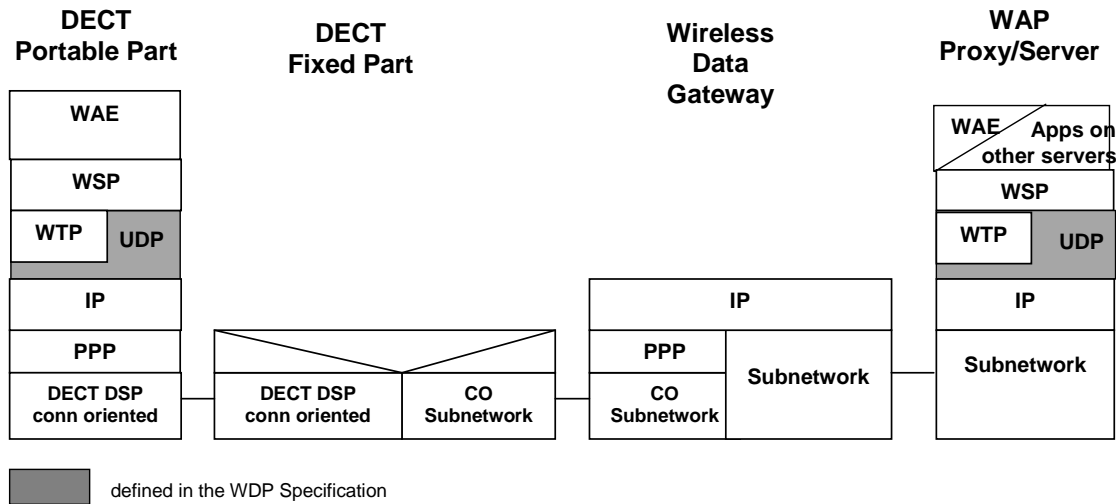 DECT
Portable Part
DECT
Fixed Part
Wireless
Data
Gateway
WAP
Proxy/Server
WAE
WSP
WTP
UDP
IP
PPP
DECT DSP
conn oriented
DECT DSP
conn oriented
CO
Subnetwork
IP
PPP
CO
Subnetwork
Subnetwork
WAE
Apps on
other servers
WSP
WTP
UDP
IP
Subnetwork
defined in the WDP Specification